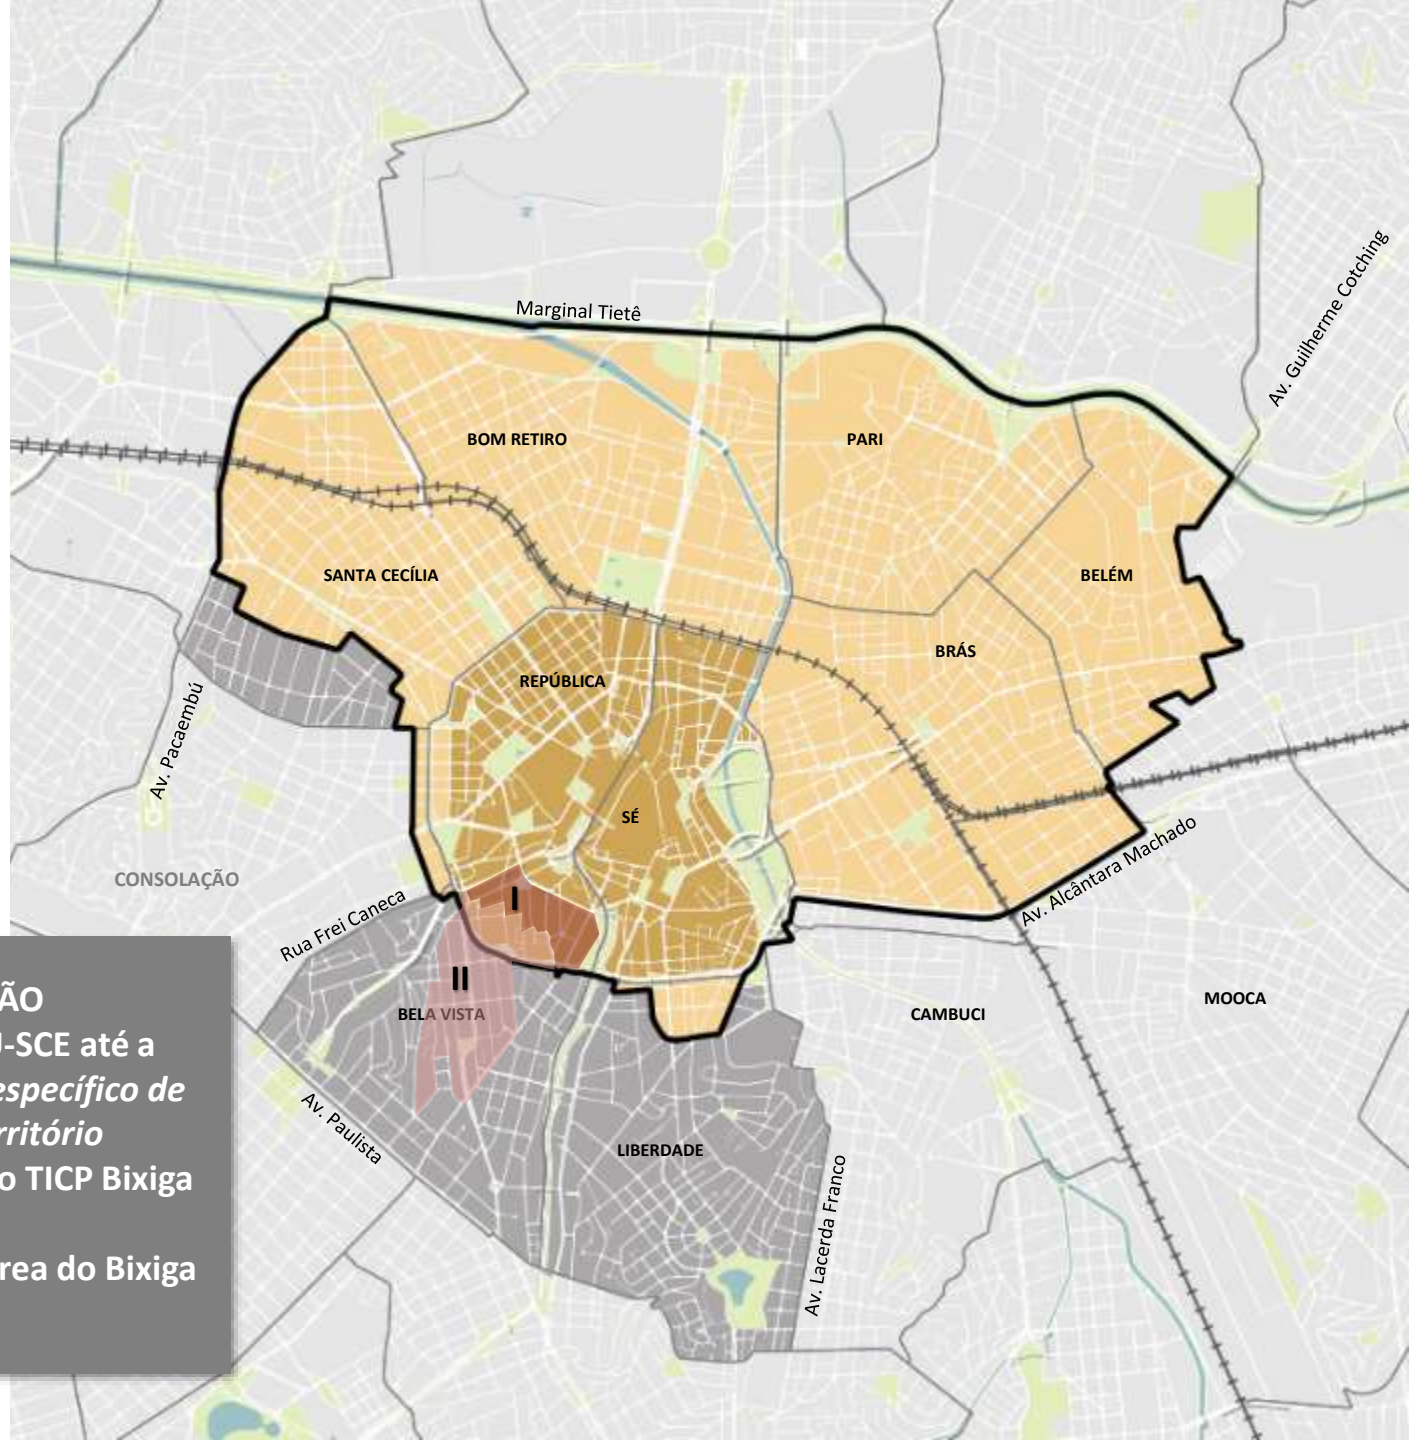 Marginal Tietê
Av. Guilherme Cotching
BOM RETIRO
PARI
SANTA CECÍLIA
BELÉM
BRÁS
REPÚBLICA
Av. Pacaembú
SÉ
Av. Alcântara Machado
CONSOLAÇÃO
I
Rua Frei Caneca
II
BELA VISTA
CAMBUCI
MOOCA
ÃO
-SCE até a
específico de
rritório
o TICP Bixiga
rea do Bixiga
Av. Paulista
LIBERDADE
Av. Lacerda Franco